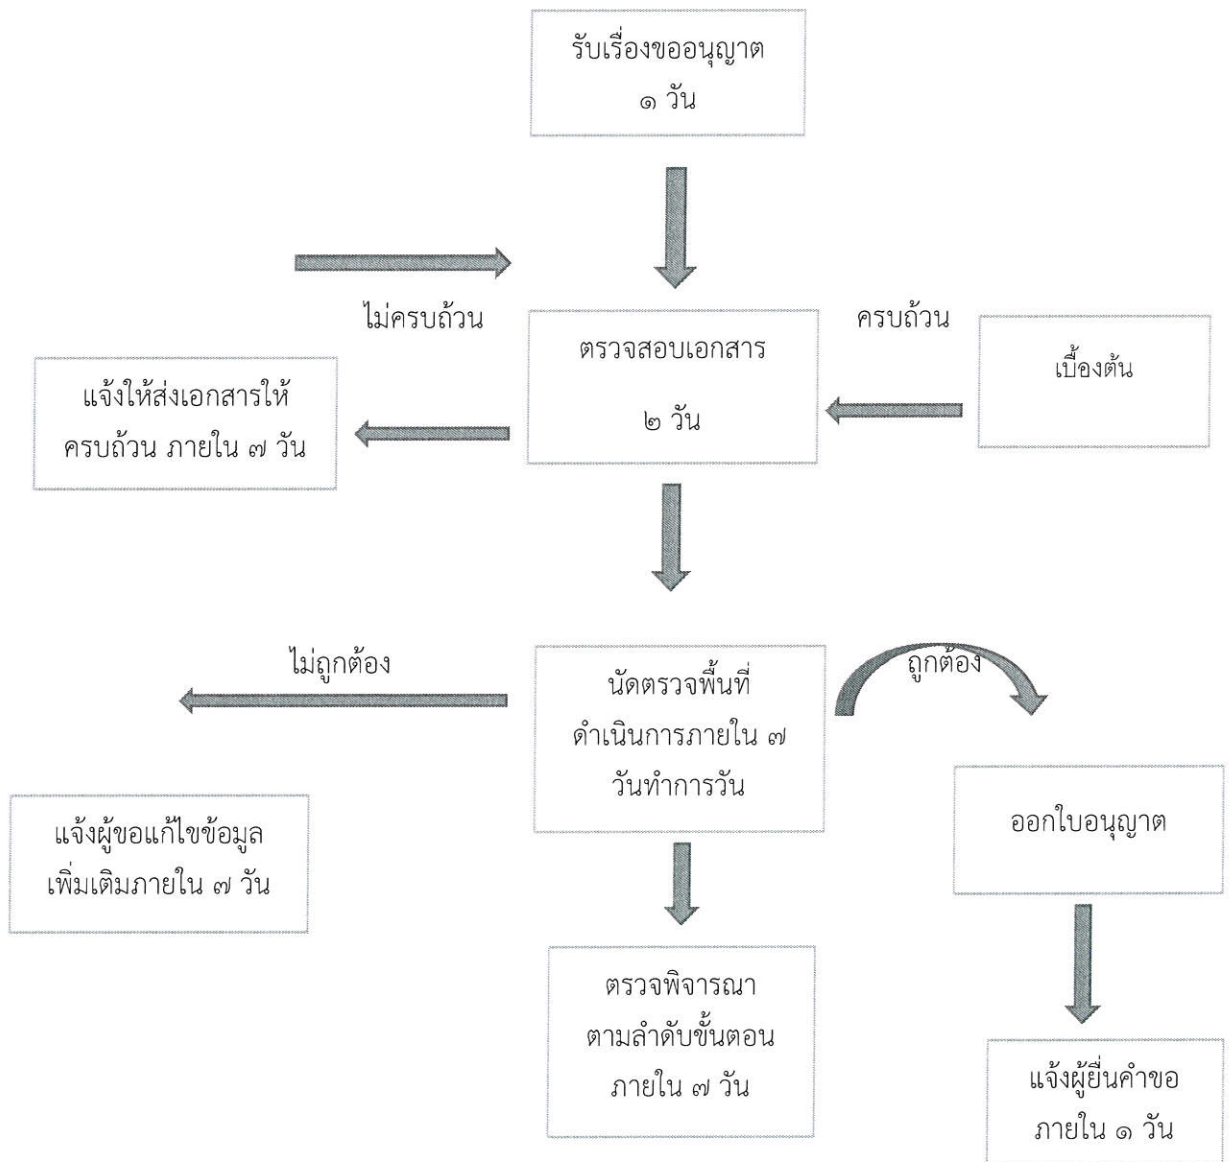 รับเรื่องขออนุญาต
๑ วัน
ไม่ครบถ้วน
ครบถ้วน
ตรวจสอบเอกสาร
๒ วัน
เบื้องต้น
แจ้งให้ส่งเอกสารให้
ครบถ้วน ภายใน ๗ วัน
ไม่ถูกต้อง
นัดตรวจพื้นที่
ดำเนินการภายใน ๗
วันทำการวัน
ถูกต้อง
แจ้งผู้ขอแก้ไขข้อมูล
เพิ่มเติมภายใน ๗ วัน
ออกใบอนุญาต
ตรวจพิจารณา
ตามลำดับขั้นตอน
ภายใน ๗ วัน
แจ้งผู้ยื่นคำขอ
ภายใน ๑ วัน